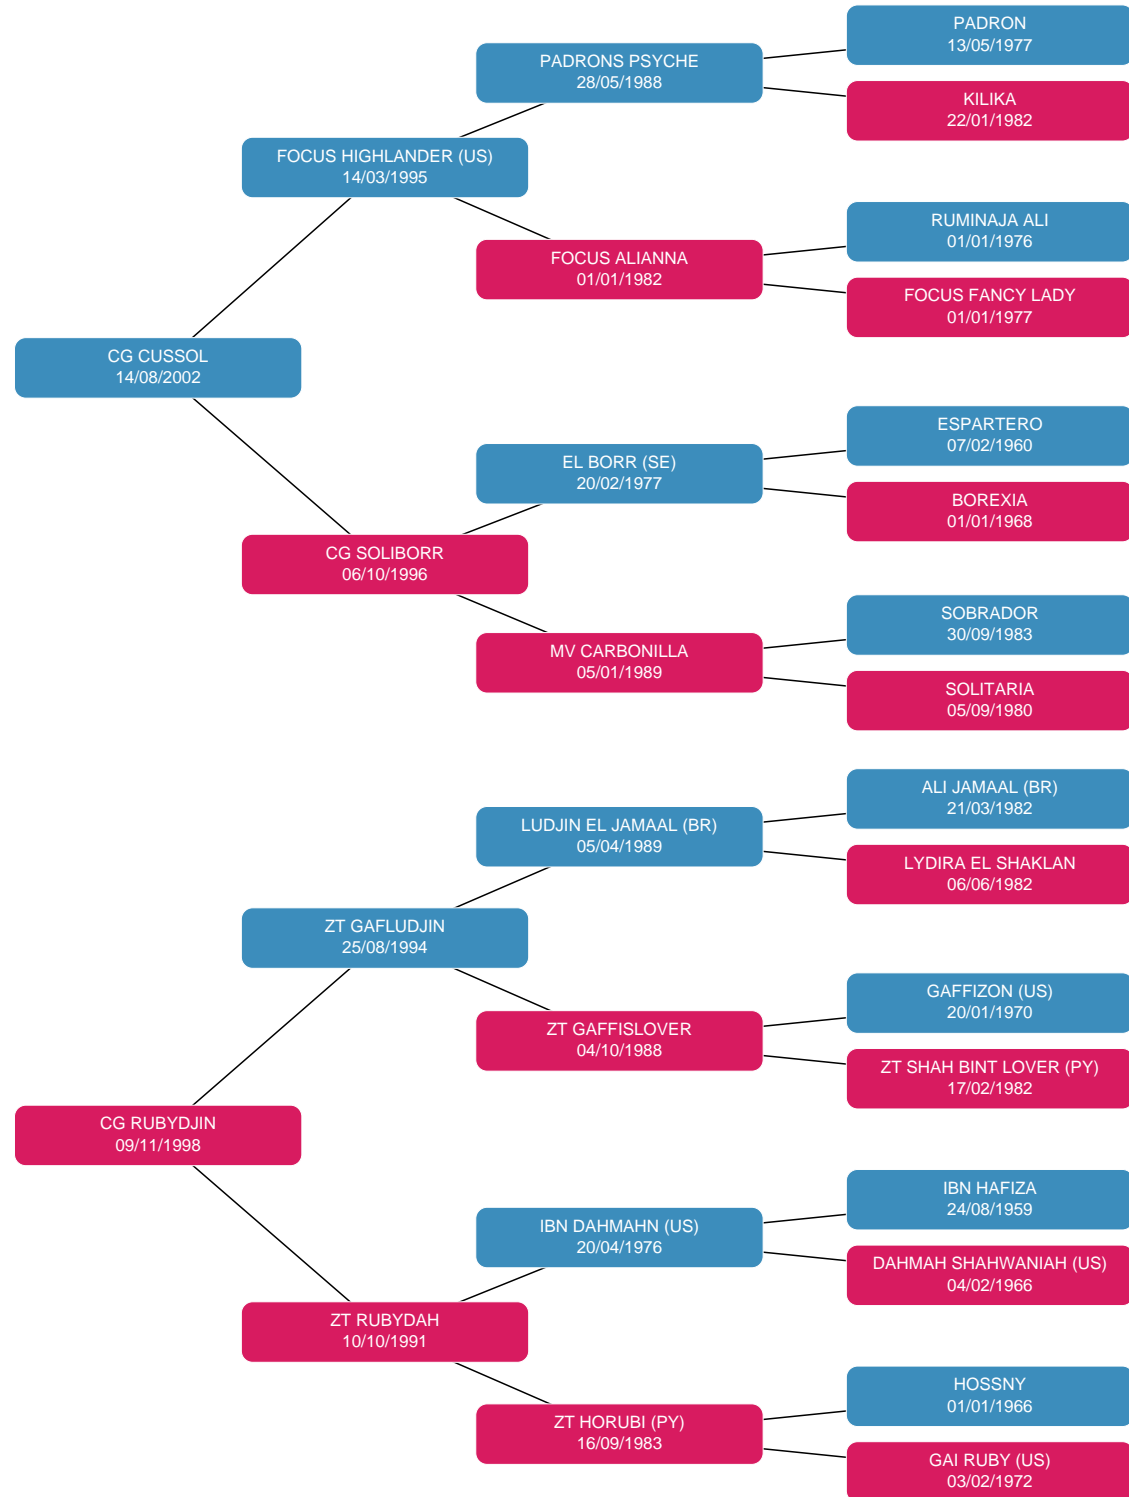 PADRON
13/05/1977
PADRONS PSYCHE
28/05/1988
KILIKA
22/01/1982
FOCUS HIGHLANDER (US)
14/03/1995
RUMINAJA ALI
01/01/1976
FOCUS ALIANNA
01/01/1982
FOCUS FANCY LADY
01/01/1977
CG CUSSOL
14/08/2002
ESPARTERO
07/02/1960
EL BORR (SE)
20/02/1977
BOREXIA
01/01/1968
CG SOLIBORR
06/10/1996
SOBRADOR
30/09/1983
MV CARBONILLA
05/01/1989
SOLITARIA
05/09/1980
ALI JAMAAL (BR)
21/03/1982
LUDJIN EL JAMAAL (BR)
05/04/1989
LYDIRA EL SHAKLAN
06/06/1982
ZT GAFLUDJIN
25/08/1994
GAFFIZON (US)
20/01/1970
ZT GAFFISLOVER
04/10/1988
ZT SHAH BINT LOVER (PY)
17/02/1982
CG RUBYDJIN
09/11/1998
IBN HAFIZA
24/08/1959
IBN DAHMAHN (US)
20/04/1976
DAHMAH SHAHWANIAH (US)
04/02/1966
ZT RUBYDAH
10/10/1991
HOSSNY
01/01/1966
ZT HORUBI (PY)
16/09/1983
GAI RUBY (US)
03/02/1972